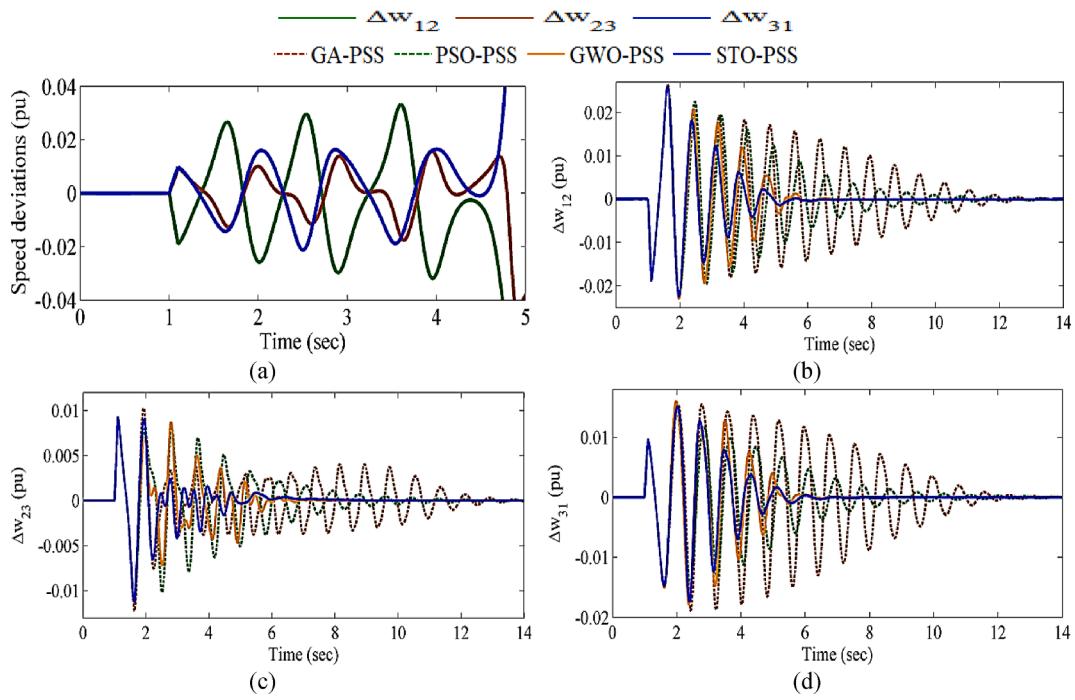 Δw12 Δw23 Δw31
GA-PSS PSO-PSS GWO-PSS STO-PSS
Speed deviations (pu)
0.04
0.02
0
-0.02
-0.04
0 1 2 3 4 5
Time (sec)
(a)
Δw12 (pu)
0.02
0.01
0
-0.01
0.02
0 2 4 6 8 10 12 14
Time (sec)
(b)
Δw23 (pu)
0.01
0.005
0
-0.005
-0.01
0 2 4 6 8 10 12 14
Time (sec)
(c)
Δw31 (pu)
0.01
0
-0.01
-0.02
0 2 4 6 8 10 12 14
Time (sec)
(d)